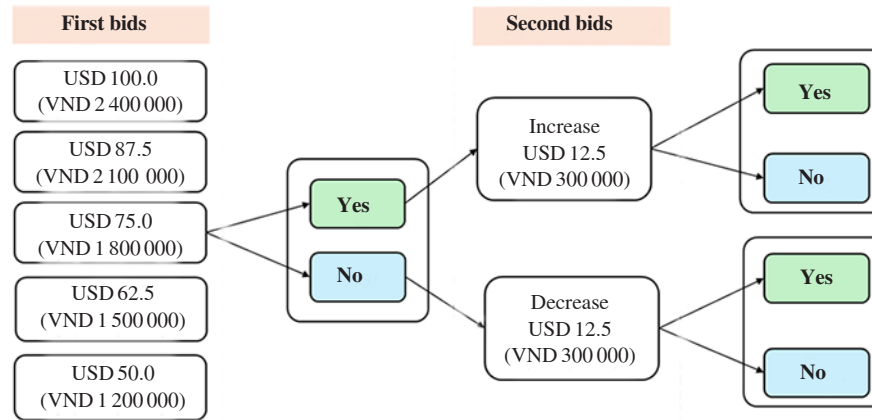 First bids
USD 100.0
(VND 2 400 000)
USD 87.5
(VND 2 100 000)
USD 75.0
(VND 1 800 000)
USD 62.5
(VND 1 500 000)
USD 50.0
(VND 1 200 000)
Yes
No
Second bids
Increase
USD 12.5
(VND 300 000)
Decrease
USD 12.5
(VND 300 000)
Yes
No
Yes
No